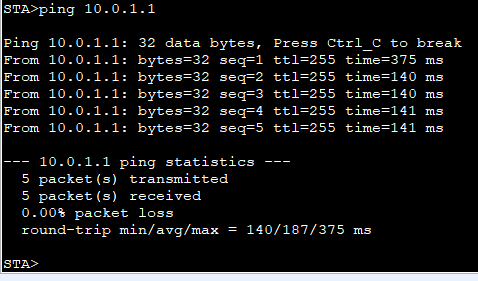 STA>ping 10.0.1.1
Ping 10.0.1.1: 32 data bytes, Press Ctrl_C to break
From 10.0.1.1: bytes=32 seq=1 ttl=255 time=375 ms
From 10.0.1.1: bytes=32 seq=2 ttl=255 time=140 ms
From 10.0.1.1: bytes=32 seq=3 ttl=255 time=140 ms
From 10.0.1.1: bytes=32 seq=4 ttl=255 time=141 ms
From 10.0.1.1: bytes=32 seq=5 ttl=255 time=141 ms
--- 10.0.1.1 ping statistics ---
5 packet(s) transmitted
5 packet(s) received
0.00% packet loss
round-trip min/avg/max = 140/187/375 ms
STA>